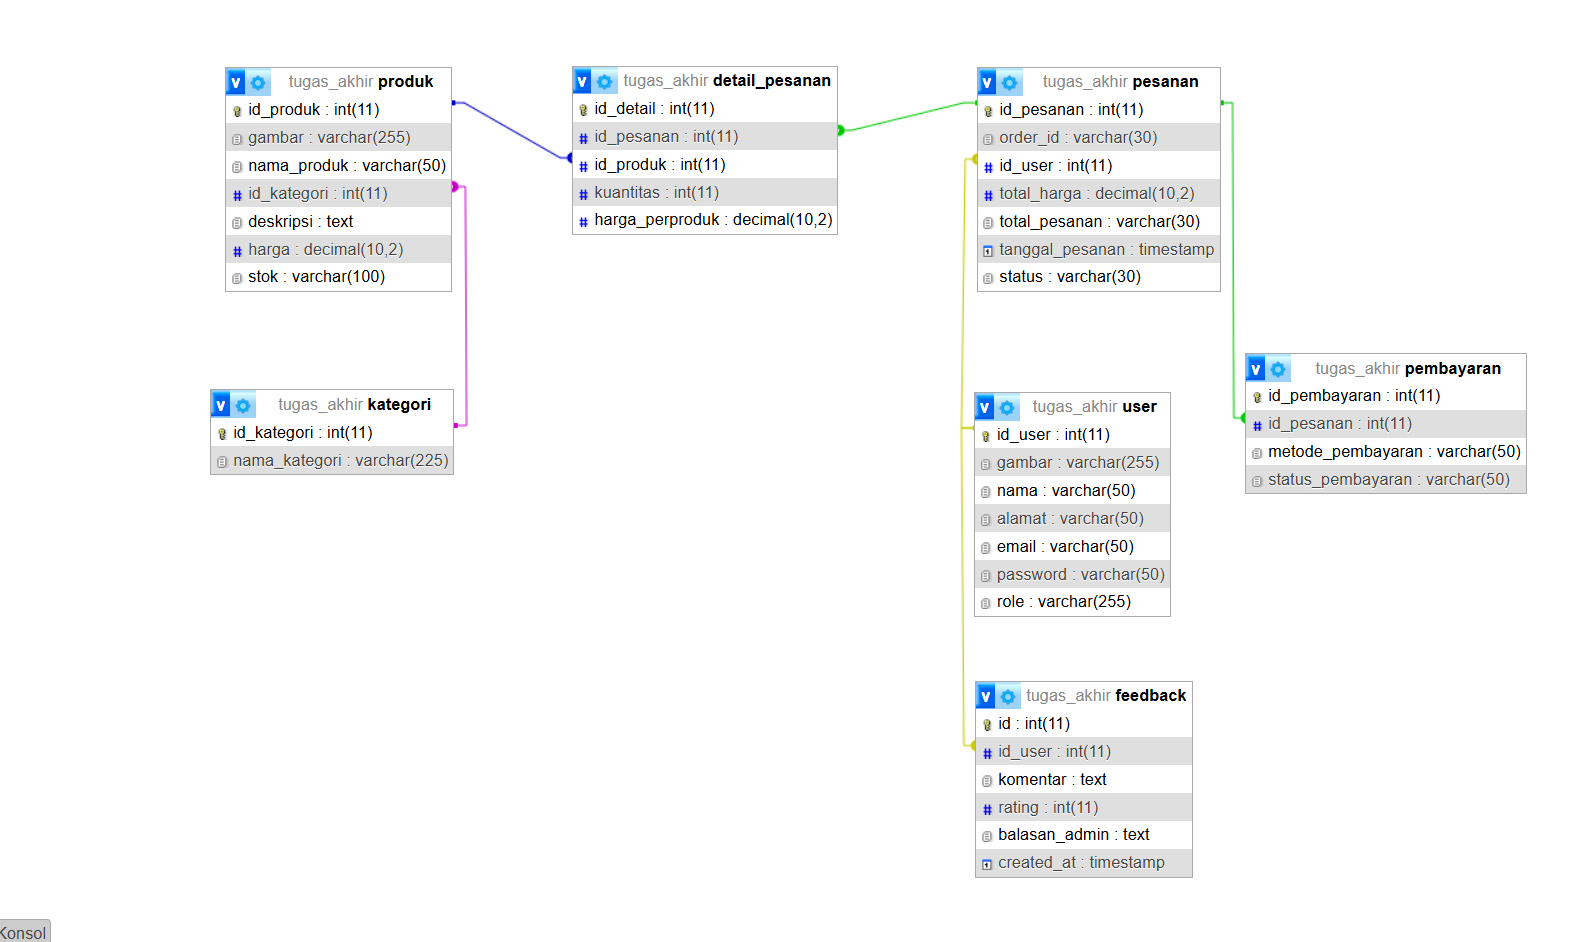 v tugas_akhir produk
id_produk : int(11)
gambar : varchar(255)
nama_produk : varchar(50)
# id_kategori : int(11)
deskripsi : text
# harga : decimal(10,2)
stok : varchar(100)
v tugas_akhir detail_pesanan
id_detail : int(11)
# id_pesanan : int(11)
# id_produk : int(11)
# kuantitas : int(11)
# harga_perproduk : decimal(10,2)
v tugas_akhir pesanan
id_pesanan : int(11)
order_id : varchar(30)
# id_user : int(11)
# total_harga : decimal(10,2)
total_pesanan : varchar(30)
tanggal_pesanan : timestamp
status : varchar(30)
v tugas_akhir kategori
id_kategori : int(11)
nama_kategori : varchar(225)
v tugas_akhir user
id_user : int(11)
gambar : varchar(255)
nama : varchar(50)
alamat : varchar(50)
email : varchar(50)
password : varchar(50)
role : varchar(255)
v tugas_akhir pembayaran
id_pembayaran : int(11)
# id_pesanan : int(11)
metode_pembayaran : varchar(50)
status_pembayaran : varchar(50)
v tugas_akhir feedback
id : int(11)
# id_user : int(11)
komentar : text
# rating : int(11)
balasan_admin : text
created_at : timestamp
Konsol